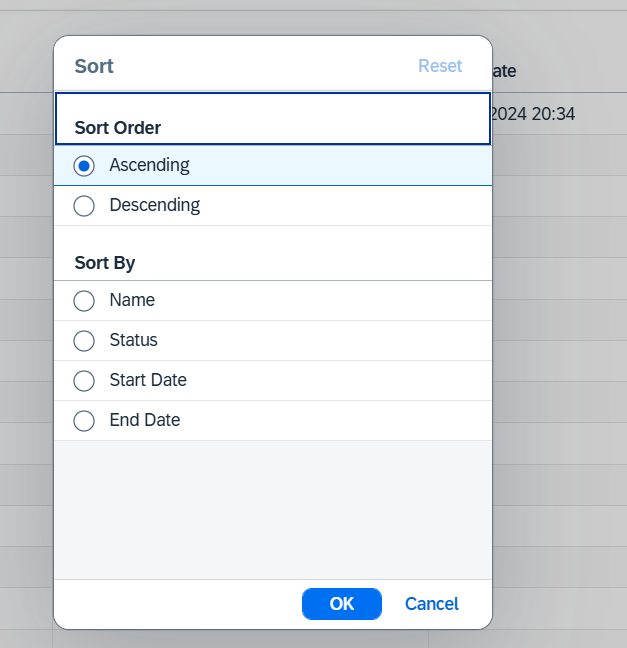 Sort
Reset
ate
Sort Order
2024 20:34
Ascending
Descending
Sort By
Name
Status
Start Date
End Date
OK
Cancel